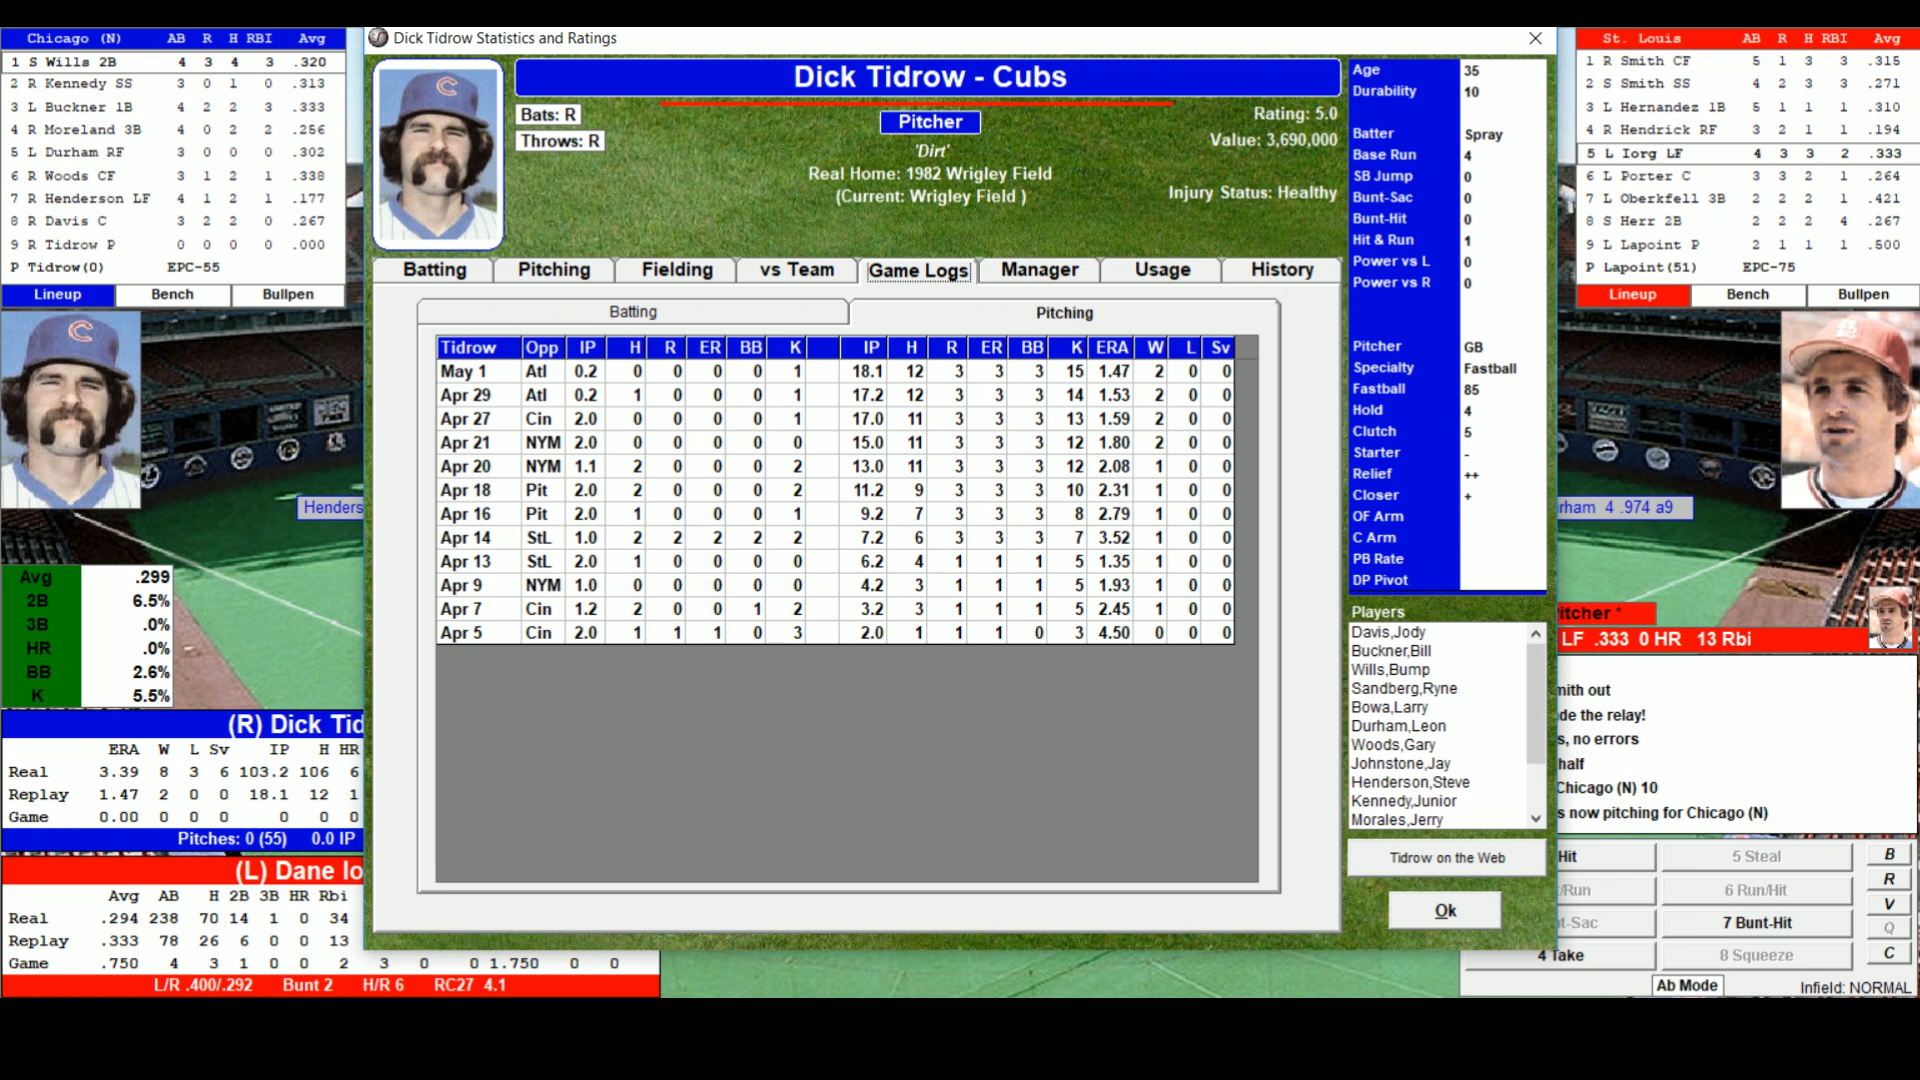 Chicago (N) AB R H RBI Avg
1 S Wills 2B 4 3 4 3 .320
2 R Kennedy SS 3 0 1 0 .313
3 L Buckner 1B 4 2 2 3 .333
4 R Moreland 3B 4 0 2 2 .256
5 L Durham RF 3 0 0 0 .302
6 R Woods CF 3 1 2 1 .338
7 R Henderson LF 4 1 2 1 .177
8 R Davis C 3 2 2 0 .267
9 R Tidrow P 0 0 0 0 .000
P Tidrow(0) EPC-55
Lineup Bench Bullpen
Henders
Avg .299
2B 6.5%
3B .0%
HR .0%
BB 2.6%
K 5.5%
(R) Dick Tid
ERA W L Sv IP H HR
Real 3.39 8 3 6 103.2 106 6
Replay 1.47 2 0 0 18.1 12 1
Game 0.00 0 0 0 0 0 0
Pitches: 0 (55) 0.0 IP
(L) Dane Io
Avg AB H 2B 3B HR Rbi
Real .294 238 70 14 1 0 34
Replay .333 78 26 6 0 0 13
Game .750 4 3 1 0 0 2 3 0 0 1.750 0 0
L/R .400/.292 Bunt 2 H/R 6 RC27 4.1
Dick Tidrow Statistics and Ratings
Dick Tidrow - Cubs
Bats: R
Throws: R
Pitcher
'Dirt'
Real Home: 1982 Wrigley Field
(Current: Wrigley Field )
Rating: 5.0
Value: 3,690,000
Injury Status: Healthy
Batting Pitching Fielding vs Team Game Logs Manager Usage History
Batting Pitching
Tidrow Opp IP H R ER BB K IP H R ER BB K ERA W L Sv
May 1 Atl 0.2 0 0 0 0 1 18.1 12 3 3 3 15 1.47 2 0 0
Apr 29 Atl 0.2 1 0 0 0 1 17.2 12 3 3 3 14 1.53 2 0 0
Apr 27 Cin 2.0 0 0 0 0 1 17.0 11 3 3 3 13 1.59 2 0 0
Apr 21 NYM 2.0 0 0 0 0 0 15.0 11 3 3 3 12 1.80 2 0 0
Apr 20 NYM 1.1 2 0 0 0 2 13.0 11 3 3 3 12 2.08 1 0 0
Apr 18 Pit 2.0 2 0 0 0 2 11.2 9 3 3 3 10 2.31 1 0 0
Apr 16 Pit 2.0 1 0 0 0 1 9.2 7 3 3 3 8 2.79 1 0 0
Apr 14 StL 1.0 2 2 2 2 2 7.2 6 3 3 3 7 3.52 1 0 0
Apr 13 StL 2.0 1 0 0 0 0 6.2 4 1 1 1 5 1.35 1 0 0
Apr 9 NYM 1.0 0 0 0 0 0 4.2 3 1 1 1 5 1.93 1 0 0
Apr 7 Cin 1.2 2 0 0 1 2 3.2 3 1 1 1 5 2.45 1 0 0
Apr 5 Cin 2.0 1 1 1 0 3 2.0 1 1 1 0 3 4.50 0 0 0
Age 35
Durability 10
Batter Spray
Base Run 4
SB Jump 0
Bunt-Sac 0
Bunt-Hit 0
Hit & Run 1
Power vs L 0
Power vs R 0
Pitcher GB
Specialty Fastball
Fastball 85
Hold 4
Clutch 5
Starter -
Relief ++
Closer +
OF Arm
C Arm
PB Rate
DP Pivot
Players
Davis,Jody
Buckner,Bill
Wills,Bump
Sandberg,Ryne
Bowa,Larry
Durham,Leon
Woods,Gary
Johnstone,Jay
Henderson,Steve
Kennedy,Junior
Morales,Jerry
Tidrow on the Web
Ok
St. Louis AB R H RBI Avg
1 R Smith CF 5 1 3 3 .315
2 S Smith SS 4 2 3 3 .271
3 L Hernandez 1B 5 1 1 1 .310
4 R Hendrick RF 3 2 1 1 .194
5 L Iorg LF 4 3 3 2 .333
6 L Porter C 3 3 2 1 .264
7 L Oberkfell 3B 2 2 2 1 .421
8 S Herr 2B 2 2 2 4 .267
9 L Lapoint P 2 1 1 1 .500
P Lapoint(51) EPC-75
Lineup Bench Bullpen
rham 4 .974 a9
itcher *
LF .333 0 HR 13 Rbi
mith out
de the relay!
s, no errors
half
Chicago (N) 10
s now pitching for Chicago (N)
Hit 5 Steal B
/Run 6 Run/Hit R
V
t-Sac 7 Bunt-Hit Q
4 Take 8 Squeeze C
Ab Mode Infield: NORMAL